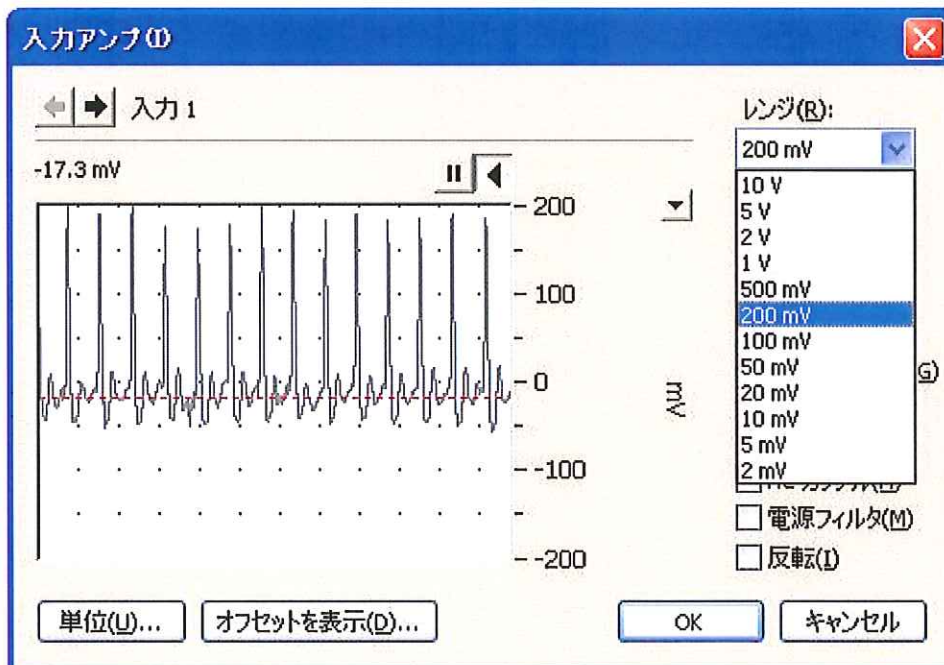 入力アンプ(I)
入力 1
-17.3 mV
200
100
0
-100
-200
mV
レンジ(R):
200 mV
10 V
5 V
2 V
1 V
500 mV
200 mV
100 mV
50 mV
20 mV
10 mV
5 mV
2 mV
G)
電源フィルタ(M)
反転(I)
単位(U)...
オフセットを表示(D)...
OK
キャンセル